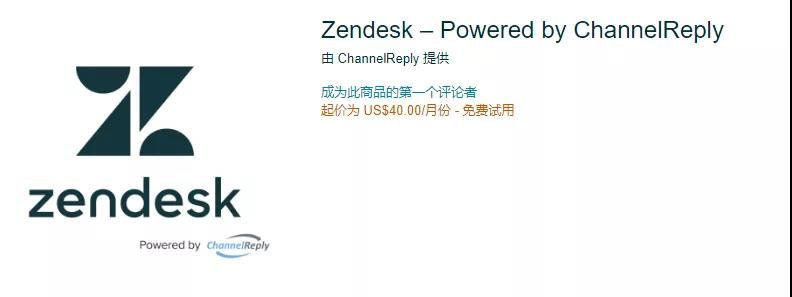 Zendesk – Powered by ChannelReply
由 ChannelReply 提供
成为此商品的第一个评论者
起价为 US$40.00/月份 - 免费试用
zendesk
Powered by ChannelReply